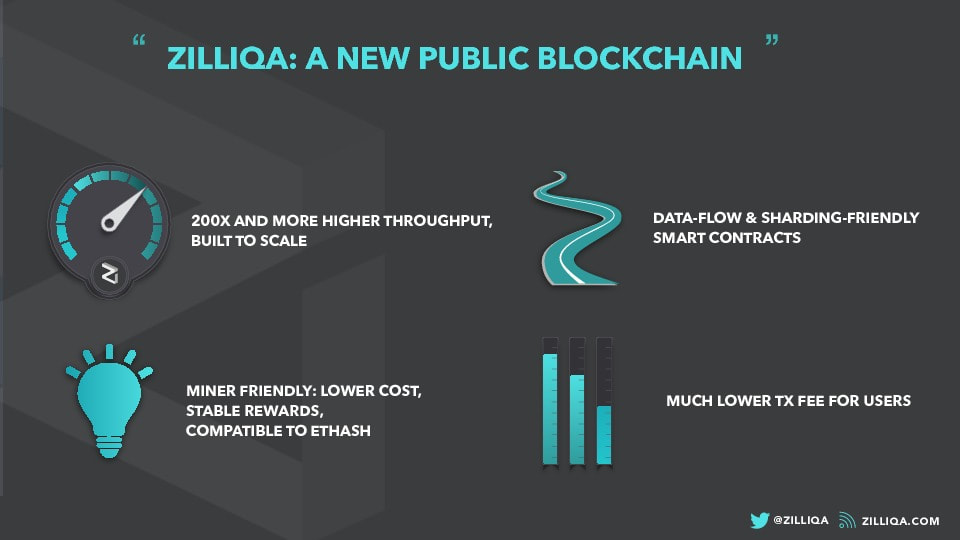 “ ZILLIQA: A NEW PUBLIC BLOCKCHAIN ”
200X AND MORE HIGHER THROUGHPUT,
BUILT TO SCALE
DATA-FLOW & SHARDING-FRIENDLY
SMART CONTRACTS
MINER FRIENDLY: LOWER COST,
STABLE REWARDS,
COMPATIBLE TO ETHASH
MUCH LOWER TX FEE FOR USERS
@ZILLIQA ZILLIQA.COM